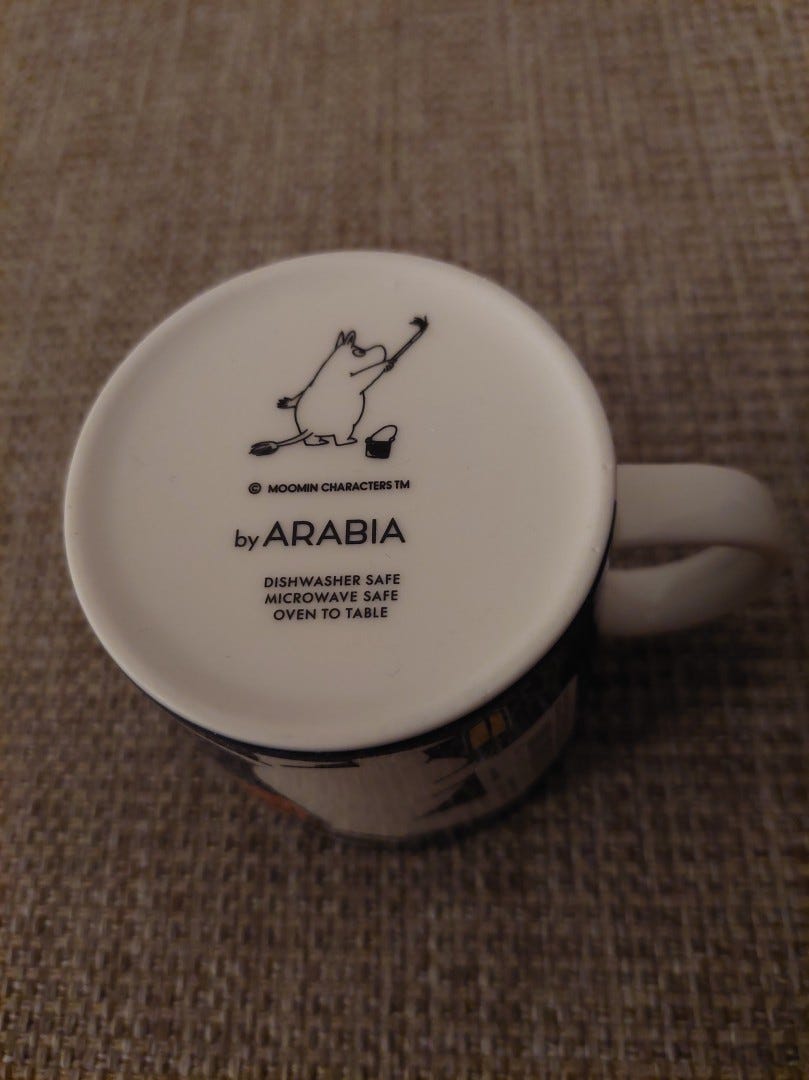 © MOOMIN CHARACTERS TM
by ARABIA
DISHWASHER SAFE
MICROWAVE SAFE
OVEN TO TABLE